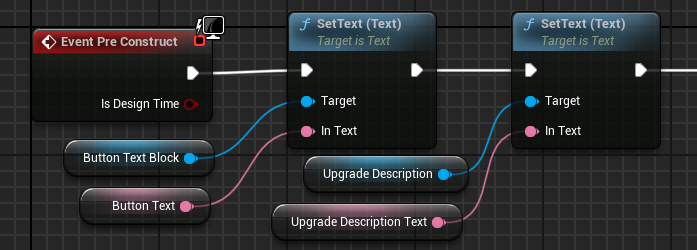 Event Pre Construct
Is Design Time
Button Text Block
Button Text
f SetText (Text)
Target is Text
Target
In Text
Upgrade Description
Upgrade Description Text
f SetText (Text)
Target is Text
Target
In Text